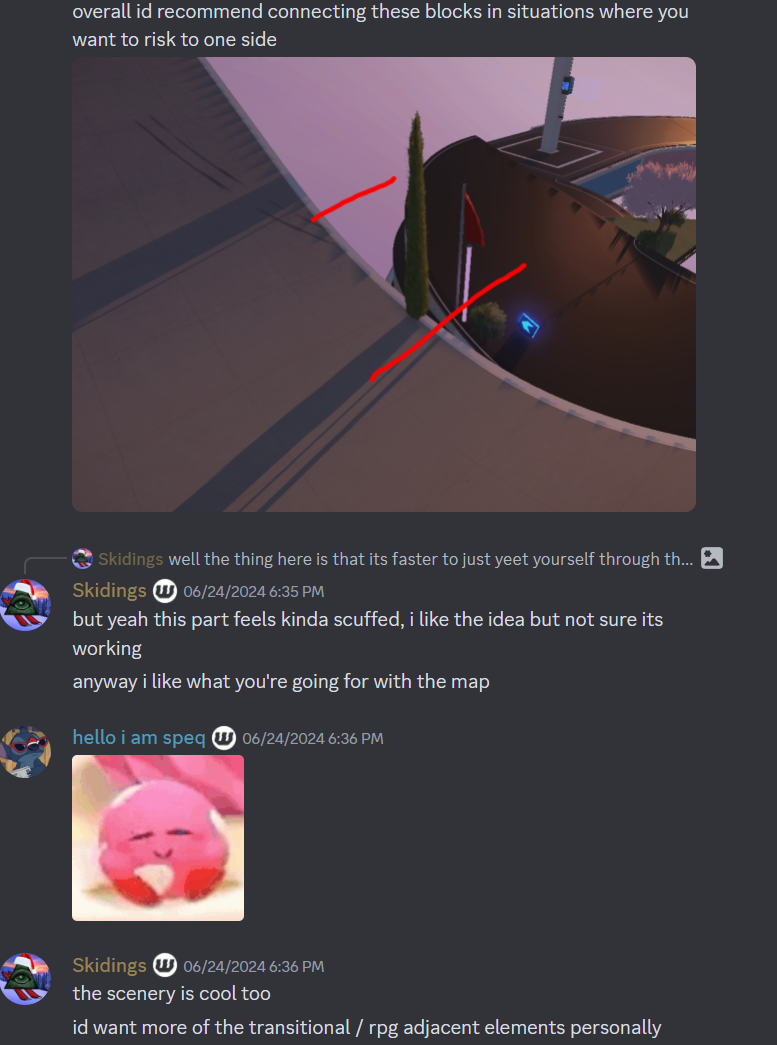 overall id recommend connecting these blocks in situations where you
want to risk to one side
Skidings well the thing here is that its faster to just yeet yourself through th...
Skidings 06/24/2024 6:35 PM
but yeah this part feels kinda scuffed, i like the idea but not sure its
working
anyway i like what you're going for with the map
hello i am speq 06/24/2024 6:36 PM
Skidings 06/24/2024 6:36 PM
the scenery is cool too
id want more of the transitional / rpg adjacent elements personally